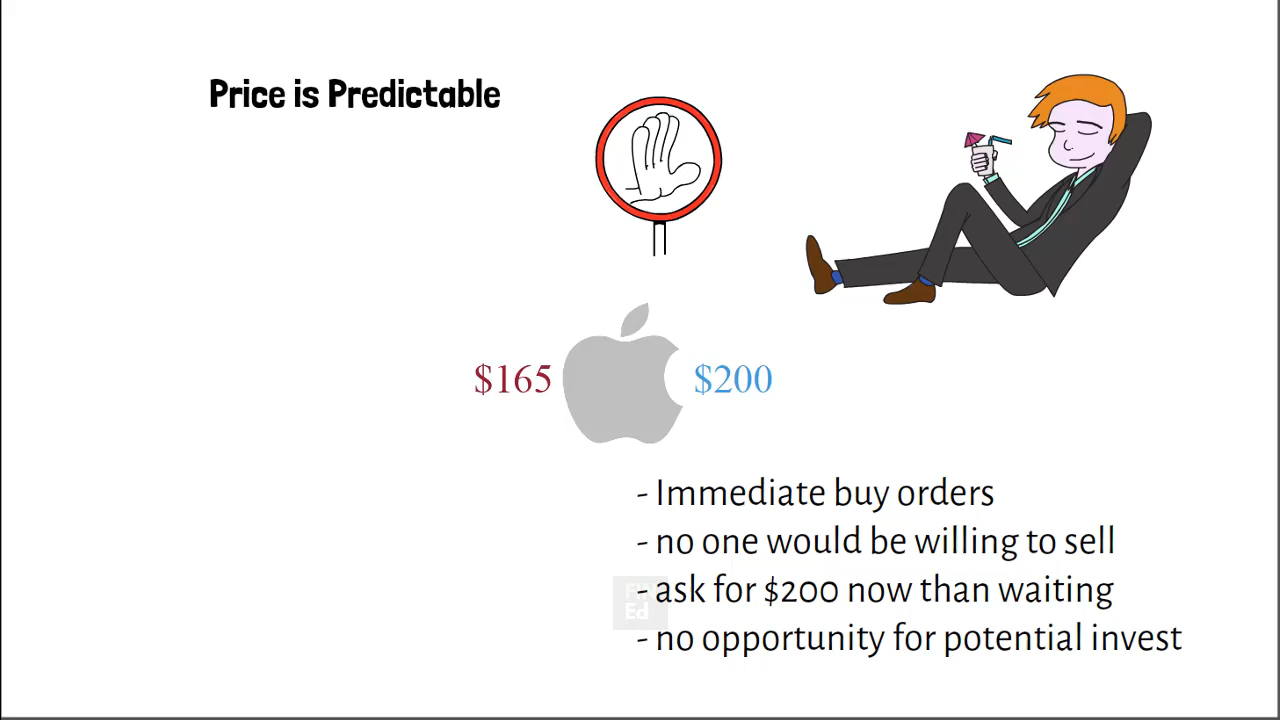 Price is Predictable
$165
$200
- Immediate buy orders
- no one would be willing to sell
- ask for $200 now than waiting
- no opportunity for potential invest
Ed